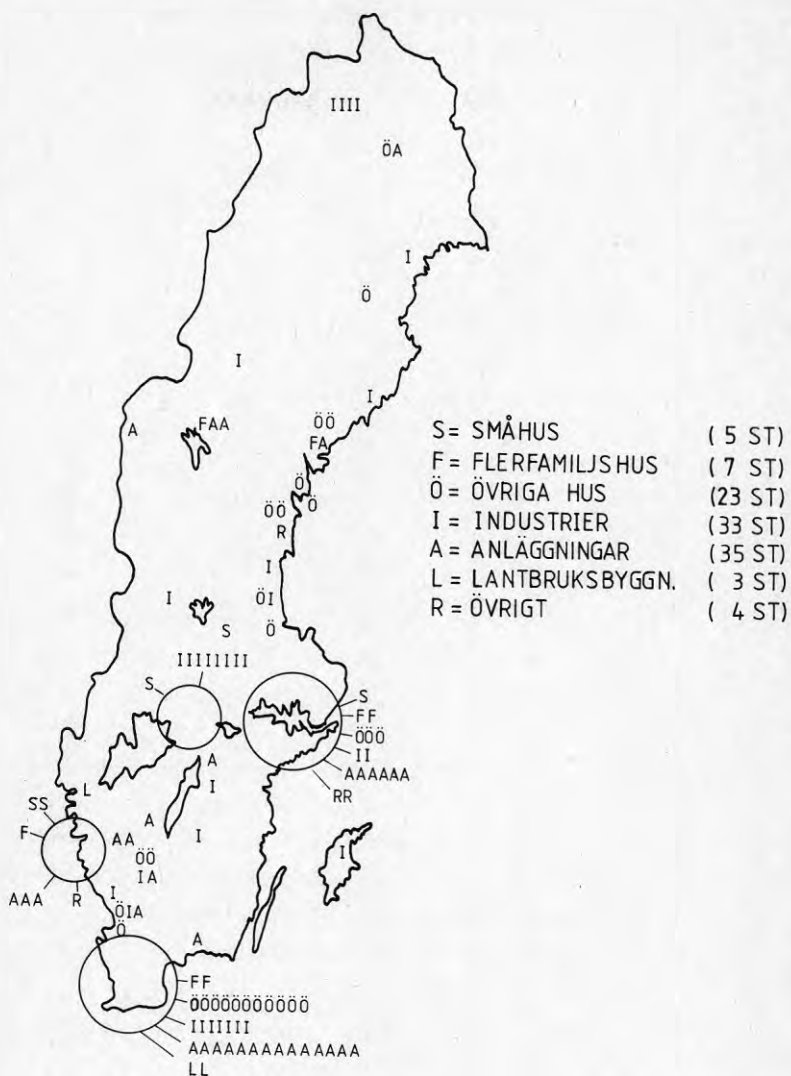 IIII
ÖA
I
Ö
I
I
A
FAA
ÖÖ
FA
Ö
Ö
ÖÖ
R
I
I
ÖI
S
Ö
IIIIIIII
S
S
FF
ÖÖÖ
II
AAAAAA
RR
A
I
L
SS
A
I
F
AA
ÖÖ
IA
I
AAA
R
I
ÖIA
Ö
A
FF
ÖÖÖÖÖÖÖÖÖÖÖ
IIIIIII
AAAAAAAAAAAAAA
LL
S = SMÅHUS ( 5 ST)
F = FLERFAMILJSHUS ( 7 ST)
Ö = ÖVRIGA HUS (23 ST)
I = INDUSTRIER (33 ST)
A = ANLÄGGNINGAR (35 ST)
L = LANTBRUKSBYGGN. ( 3 ST)
R = ÖVRIGT ( 4 ST)